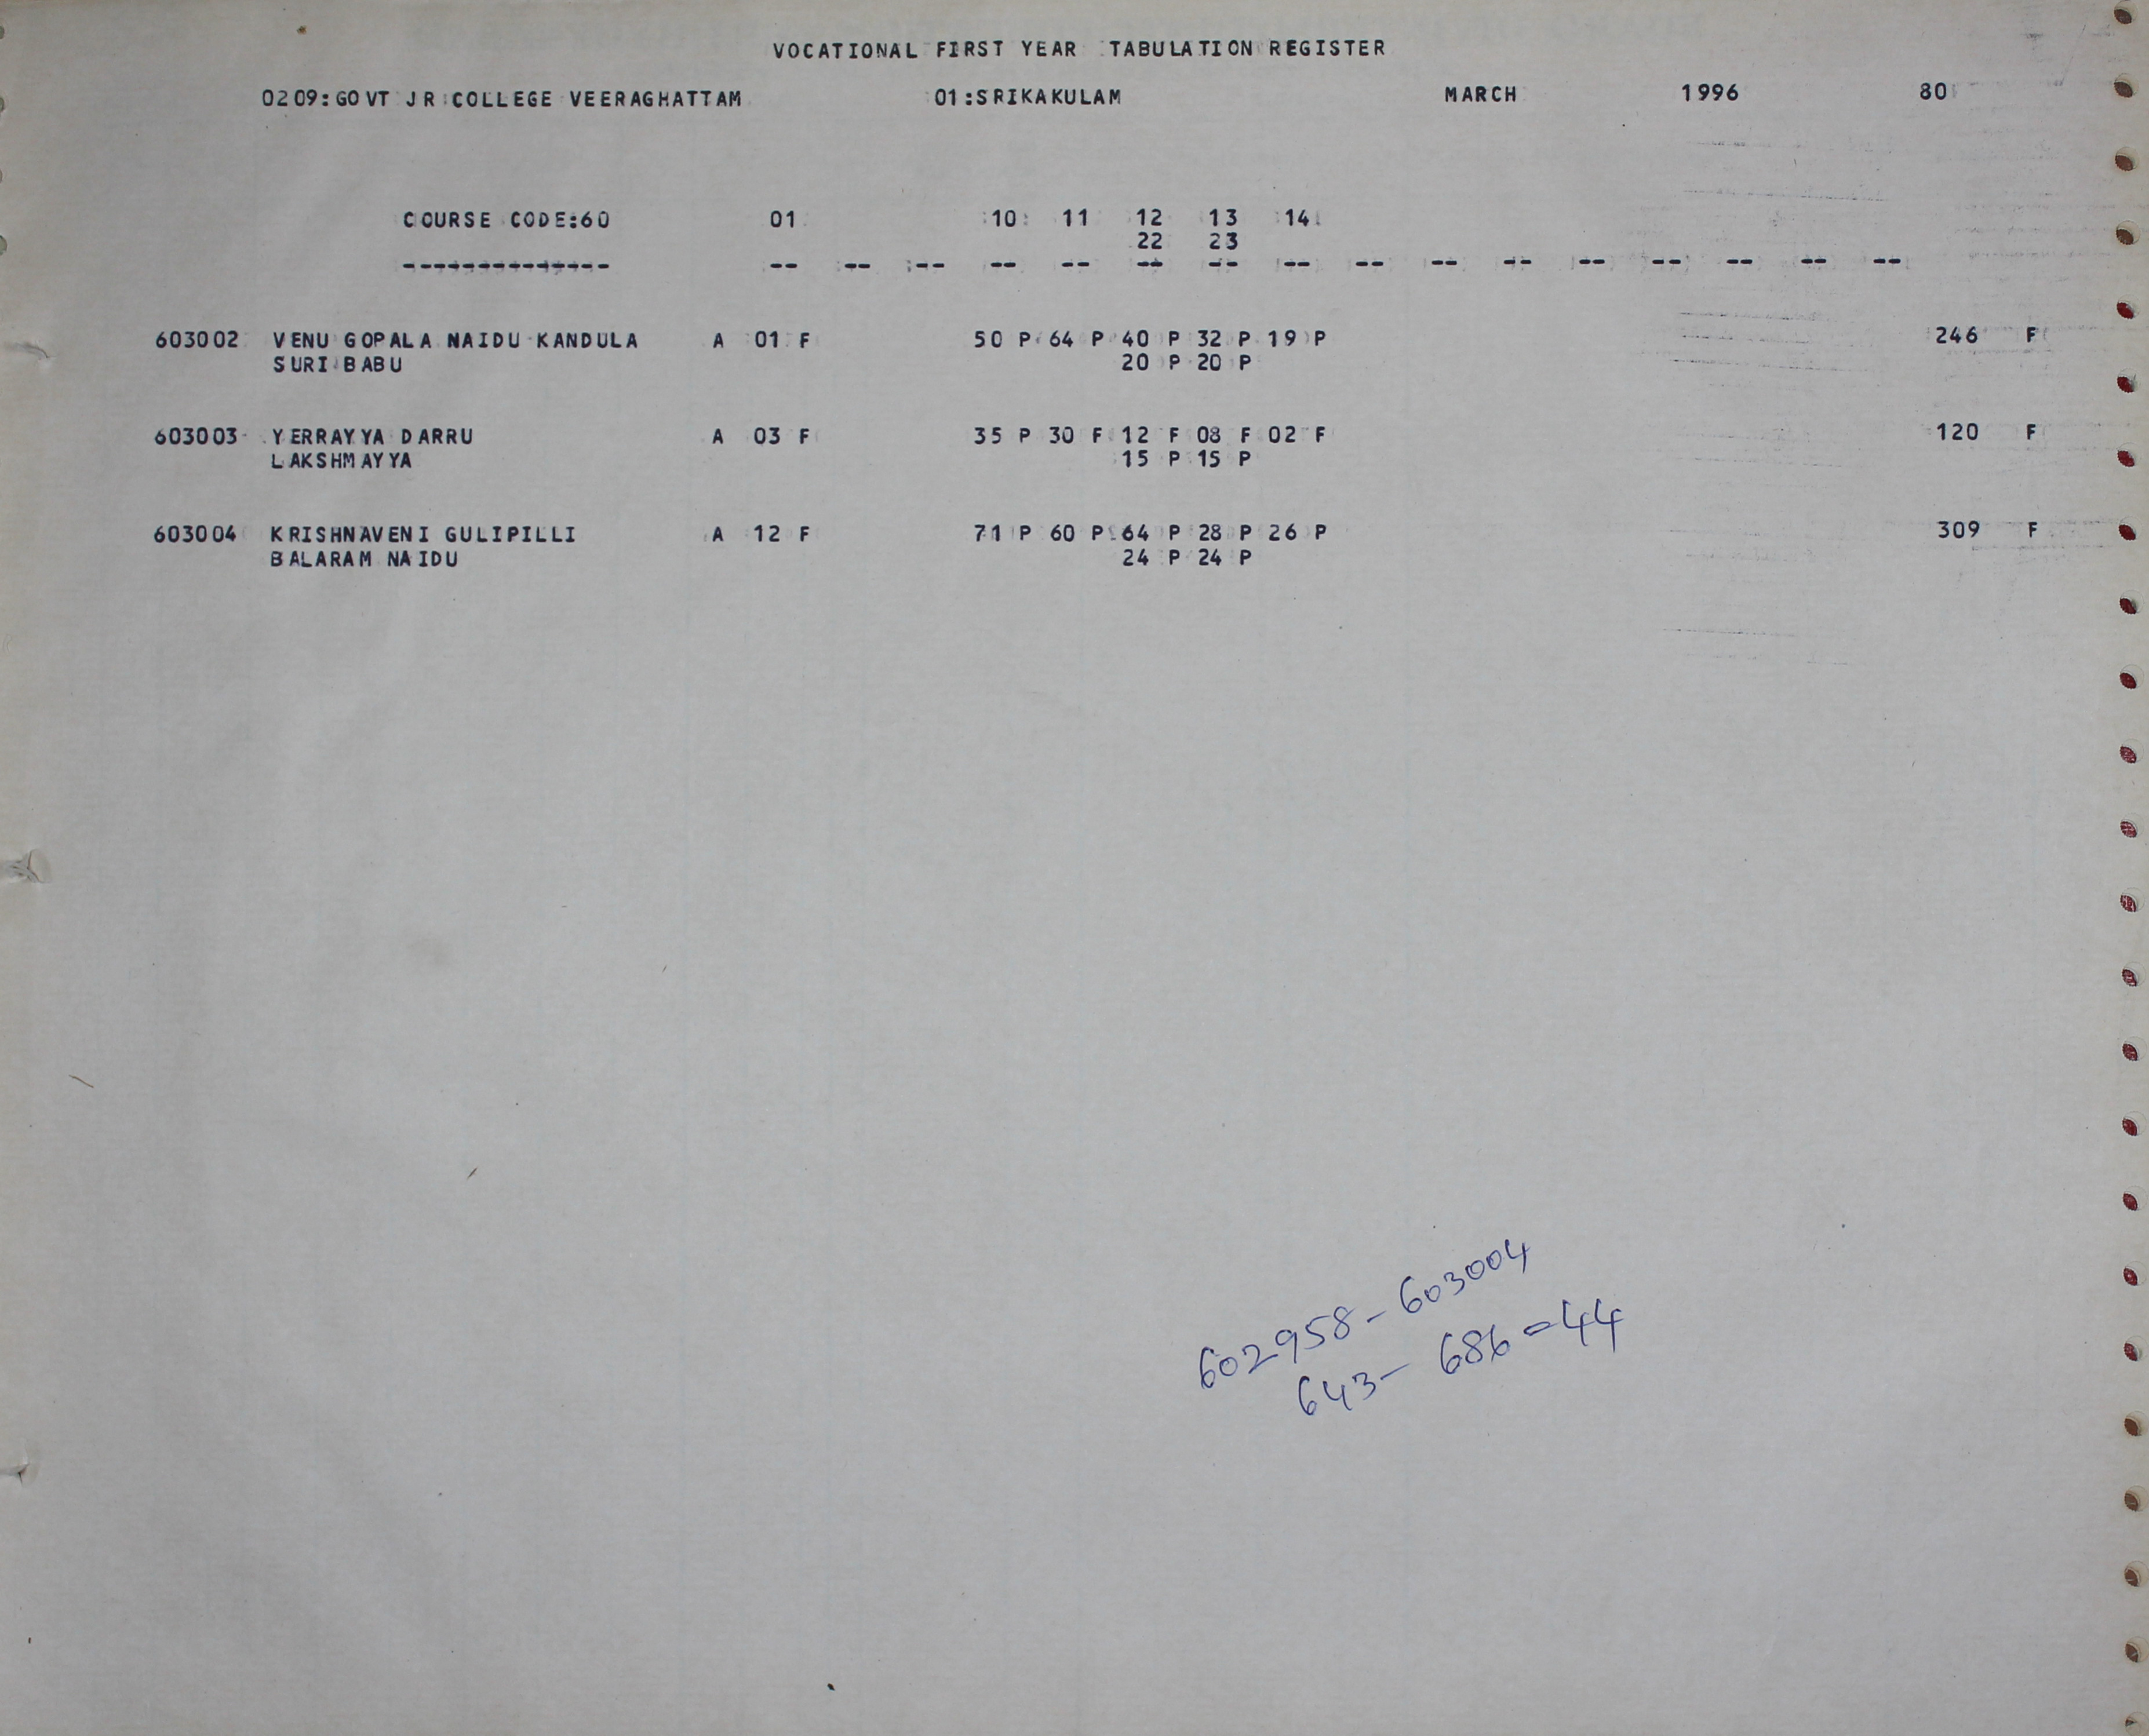 VOCATIONAL FIRST YEAR TABULATION REGISTER
0209:GOVT JR COLLEGE VEERAGHATTAM 01:SRIKAKULAM MARCH 1996 80
COURSE CODE:60 01 10 11 12 13 14
22 23
-------------- -- -- -- -- -- -- -- -- -- -- -- -- -- -- -- --
603002 VENU GOPALA NAIDU KANDULA A 01 F 50 P 64 P 40 P 32 P 19 P 246 F
SURI BABU 20 P 20 P
603003 YERRAYYA DARRU A 03 F 35 P 30 F 12 F 08 F 02 F 120 F
LAKSHMAYYA 15 P 15 P
603004 KRISHNAVENI GULIPILLI A 12 F 71 P 60 P 64 P 28 P 26 P 309 F
BALARAM NAIDU 24 P 24 P
602958-603004
643-686=44